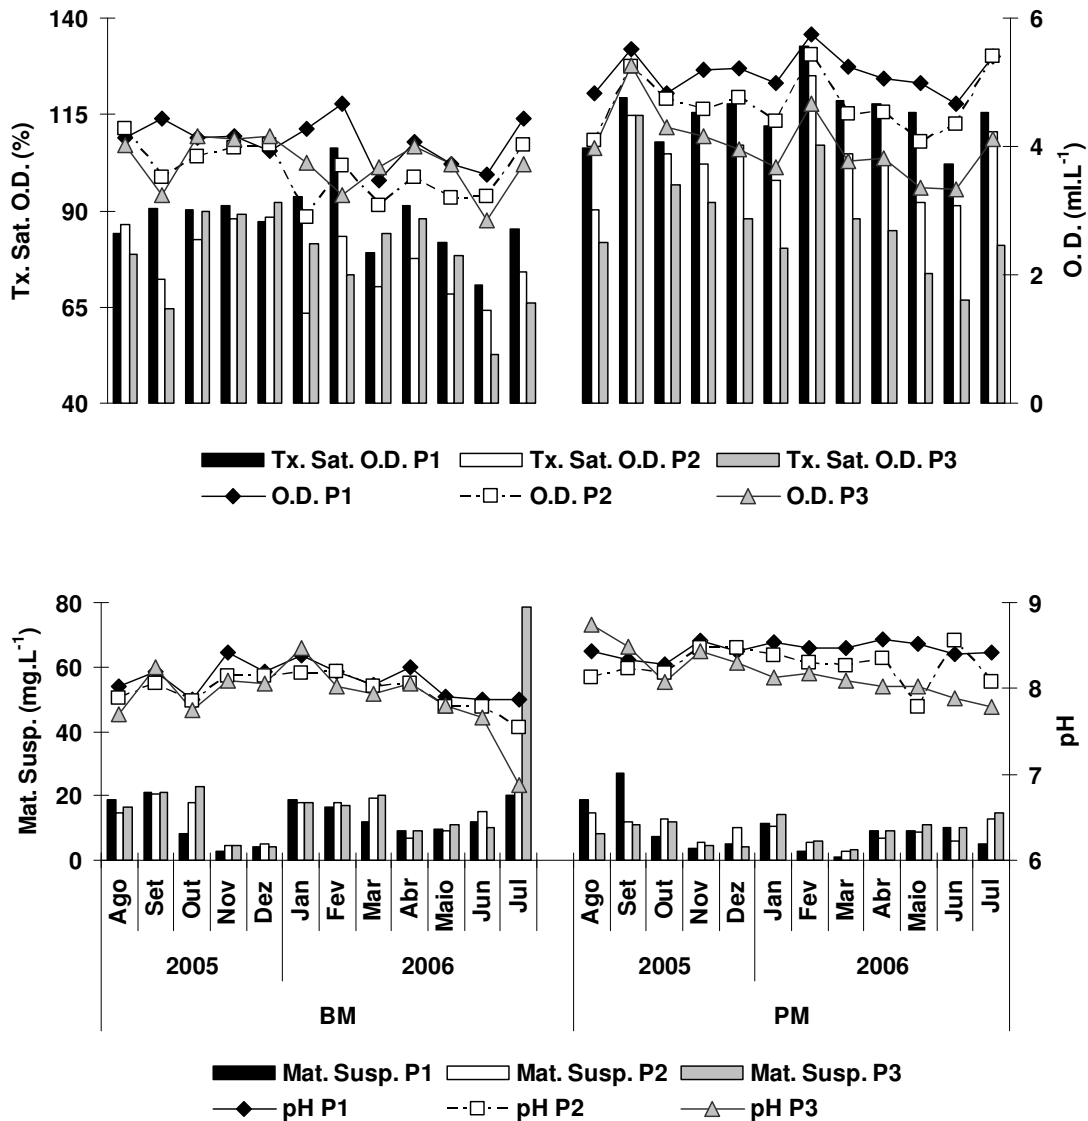 140
115
90
65
40
Tx. Sat. O.D. (%)
6
4
2
0
O. D. (ml.L⁻¹)
Tx. Sat. O.D. P1
Tx. Sat. O.D. P2
Tx. Sat. O.D. P3
O.D. P1
O.D. P2
O.D. P3
80
60
40
20
0
Mat. Susp. (mg.L⁻¹)
9
8
7
6
pH
Ago Set Out Nov Dez Jan Fev Mar Abr Maio Jun Jul
Ago Set Out Nov Dez Jan Fev Mar Abr Maio Jun Jul
2005 2006 2005 2006
BM PM
Mat. Susp. P1
Mat. Susp. P2
Mat. Susp. P3
pH P1
pH P2
pH P3